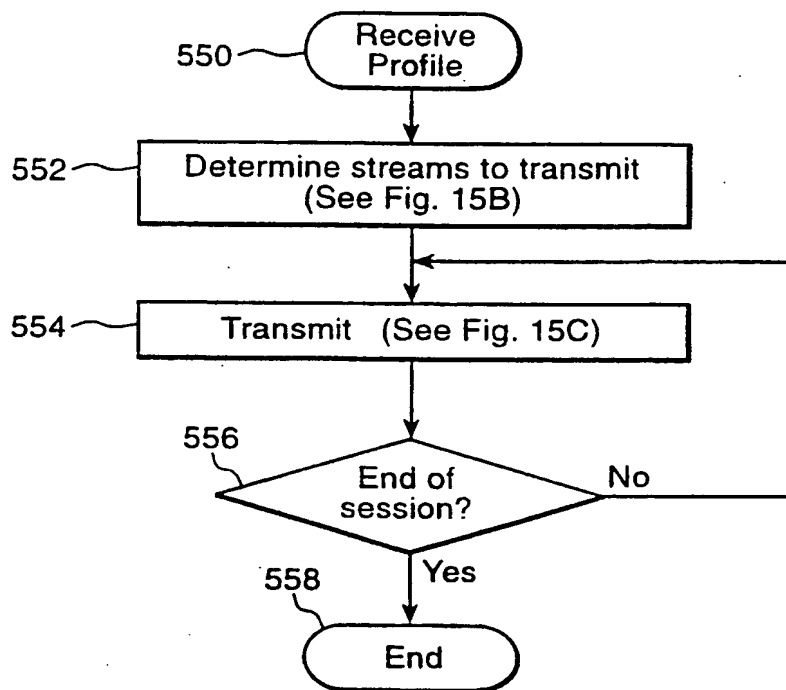 550
Receive
Profile
552
Determine streams to transmit
(See Fig. 15B)
554
Transmit (See Fig. 15C)
556
End of
session?
No
Yes
558
End